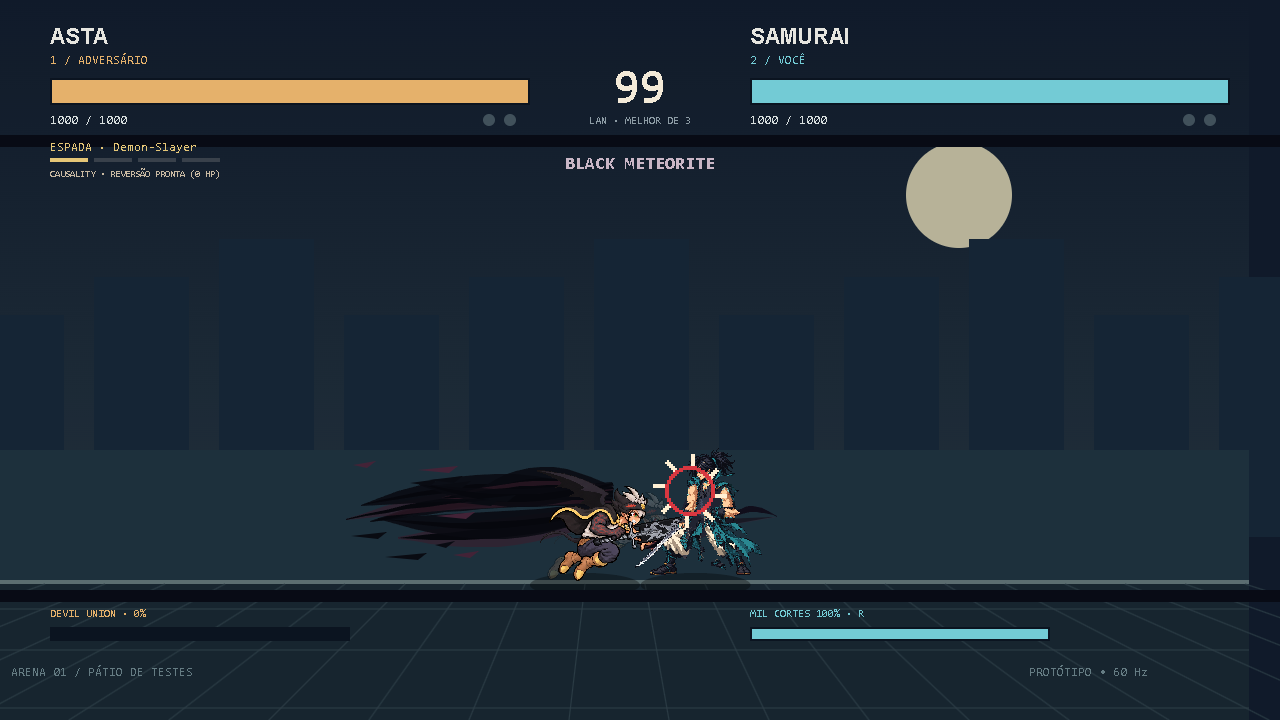 ASTA
1 / ADVERSÁRIO
1000 / 1000
99
LAN • MELHOR DE 3
SAMURAI
2 / VOCÊ
1000 / 1000
ESPADA • Demon-Slayer
CAUSALITY • REVERSÃO PRONTA (0 HP)
BLACK METEORITE
DEVIL UNION • 0%
MIL CORTES 100% • R
ARENA 01 / PÁTIO DE TESTES
PROTÓTIPO • 60 Hz